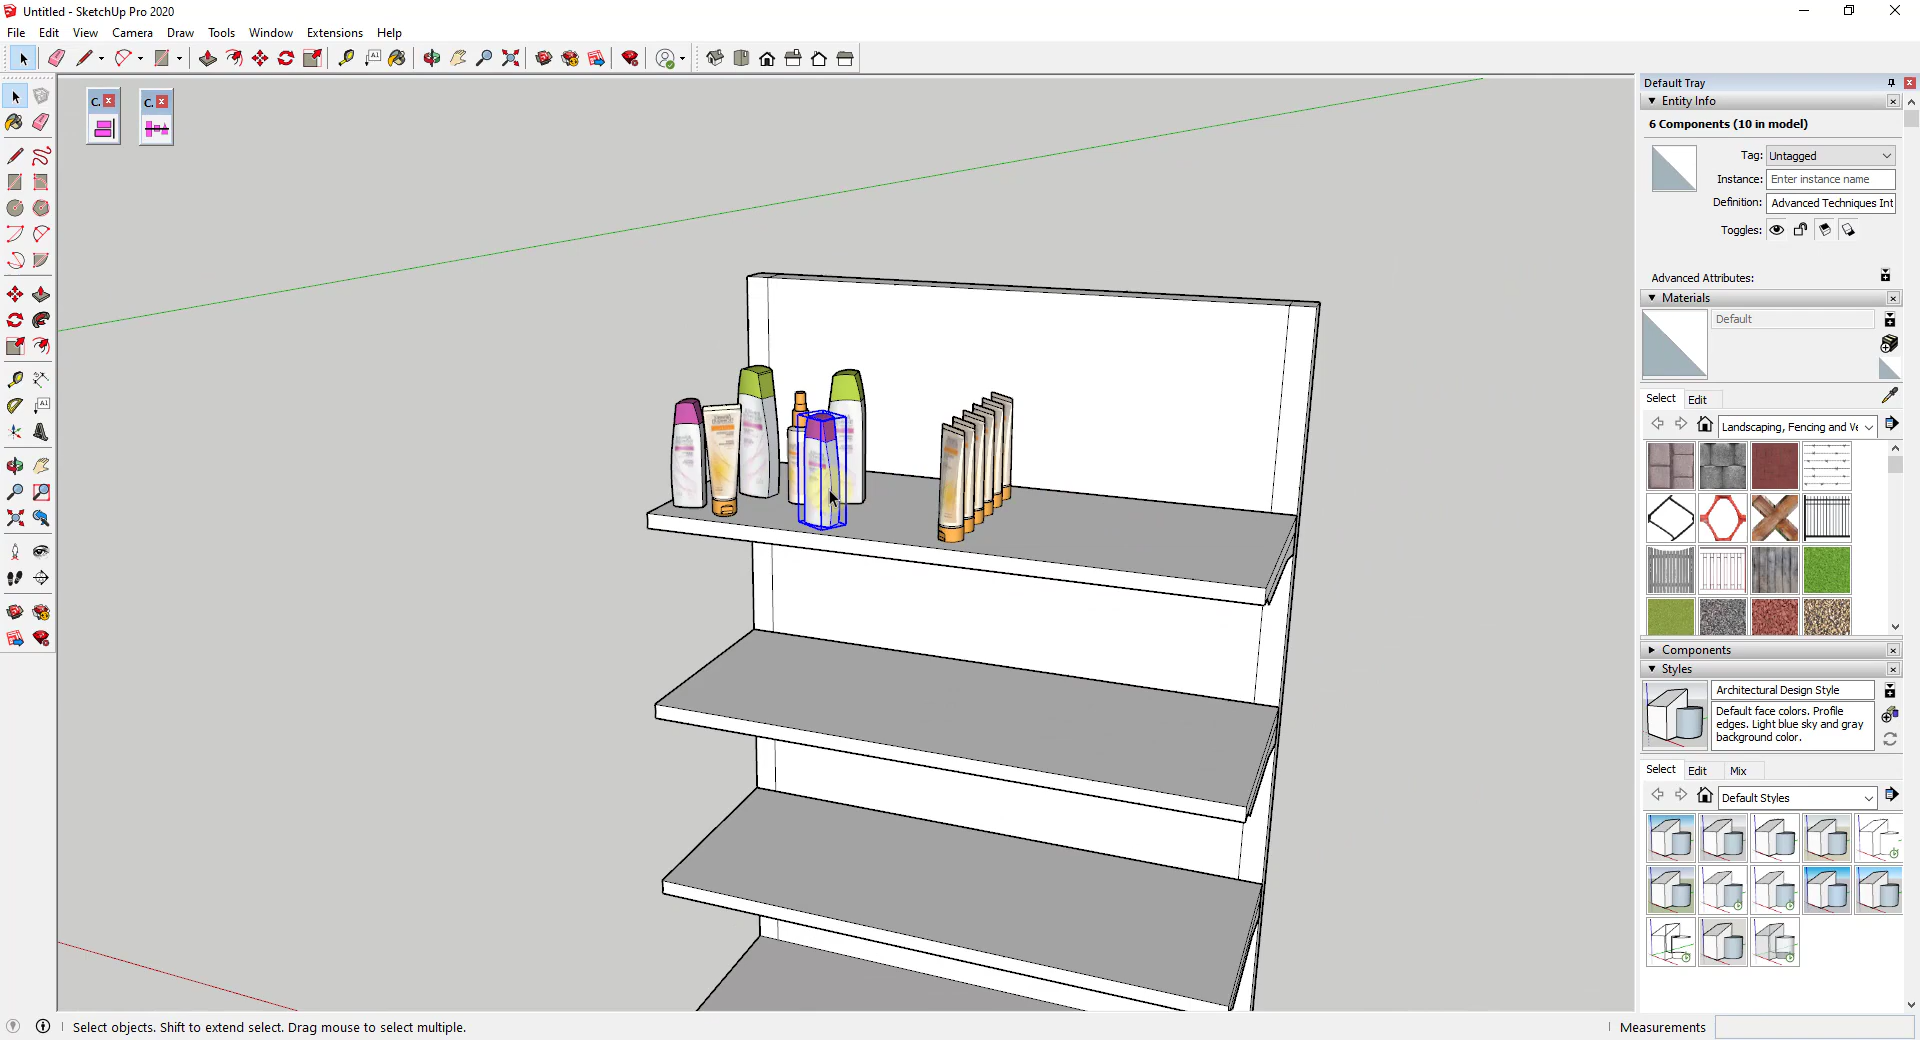 Untitled - SketchUp Pro 2020
File Edit View Camera Draw Tools Window Extensions Help
C.
C.
Default Tray
Entity Info
6 Components (10 in model)
Tag: Untagged
Instance: Enter instance name
Definition: Advanced Techniques Int
Toggles:
Advanced Attributes:
Materials
Default
Select Edit
Landscaping, Fencing and Ve
Components
Styles
Architectural Design Style
Default face colors. Profile
edges. Light blue sky and gray
background color.
Select Edit Mix
Default Styles
Select objects. Shift to extend select. Drag mouse to select multiple.
Measurements